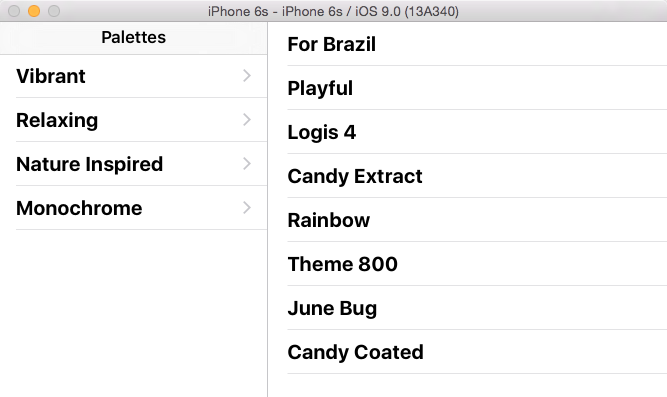 iPhone 6s - iPhone 6s / iOS 9.0 (13A340)
Palettes
Vibrant
Relaxing
Nature Inspired
Monochrome
For Brazil
Playful
Logis 4
Candy Extract
Rainbow
Theme 800
June Bug
Candy Coated